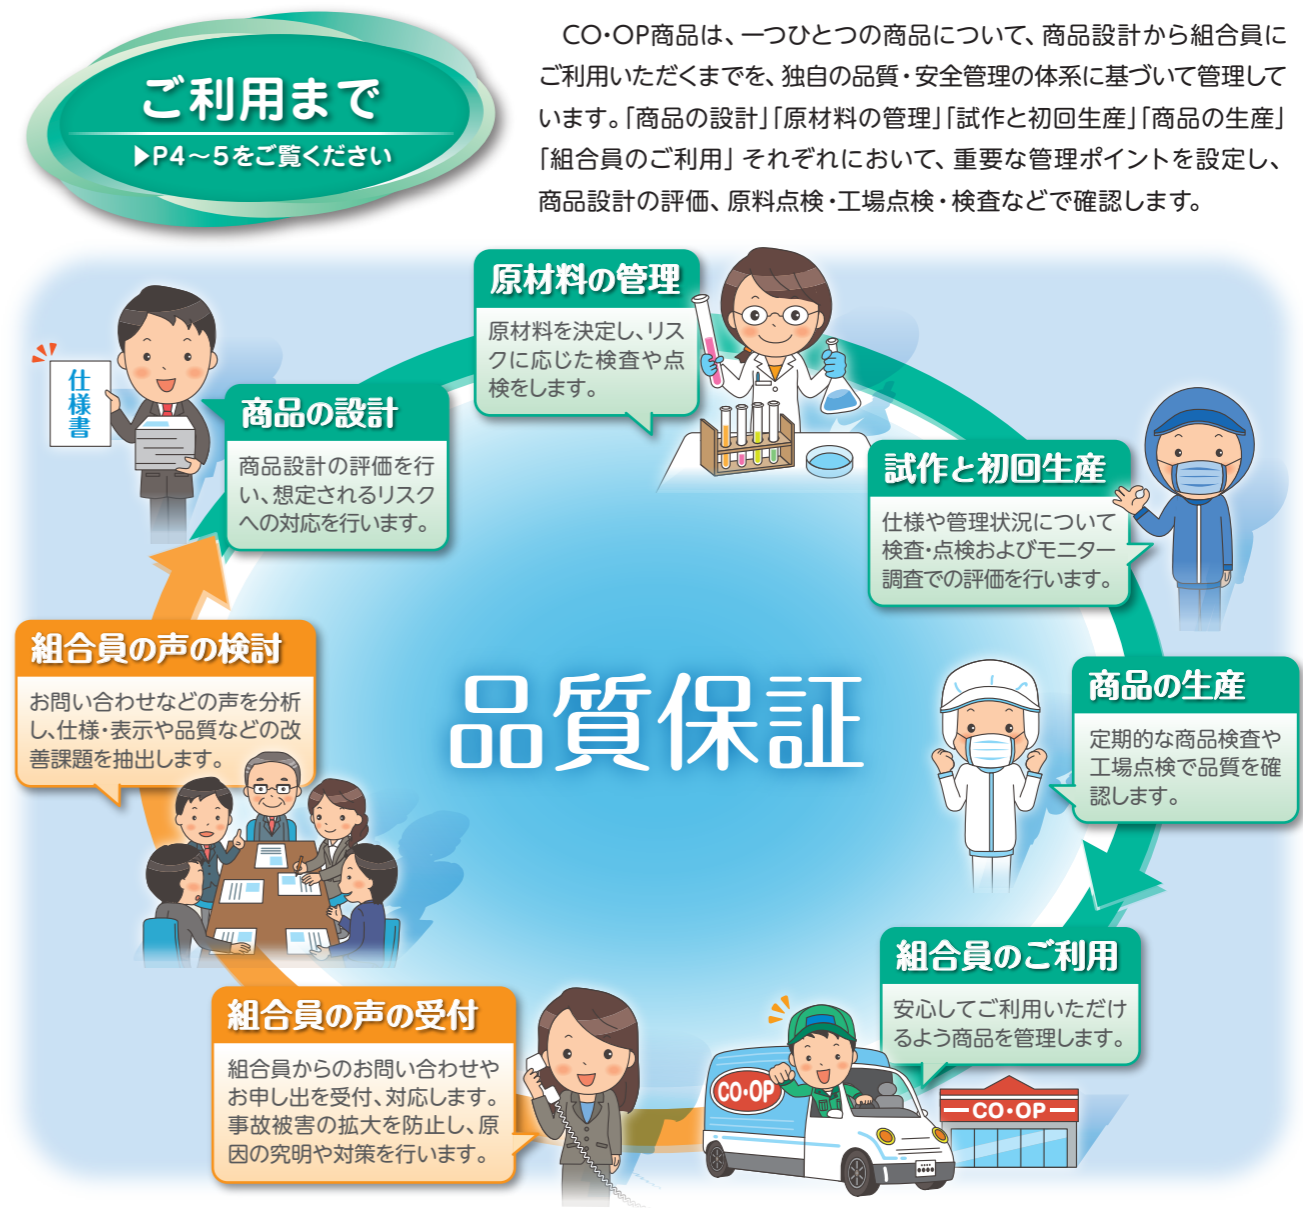 ご利用まで
▶P4～5をご覧ください
CO・OP商品は、一つひとつの商品について、商品設計から組合員に
ご利用いただくまでを、独自の品質・安全管理の体系に基づいて管理して
います。「商品の設計」「原材料の管理」「試作と初回生産」「商品の生産」
「組合員のご利用」それぞれにおいて、重要な管理ポイントを設定し、
商品設計の評価、原料点検・工場点検・検査などで確認します。
原材料の管理
原材料を決定し、リス
クに応じた検査や点
検をします。
仕様書
商品の設計
商品設計の評価を行
い、想定されるリスク
への対応を行います。
試作と初回生産
仕様や管理状況について
検査・点検およびモニター
調査での評価を行います。
組合員の声の検討
お問い合わせなどの声を分析
し、仕様・表示や品質などの改
善課題を抽出します。
品質保証
商品の生産
定期的な商品検査や
工場点検で品質を確
認します。
組合員のご利用
安心してご利用いただけ
るよう商品を管理します。
組合員の声の受付
組合員からのお問い合わせや
お申し出を受付、対応します。
事故被害の拡大を防止し、原
因の究明や対策を行います。
CO・OP
CO・OP